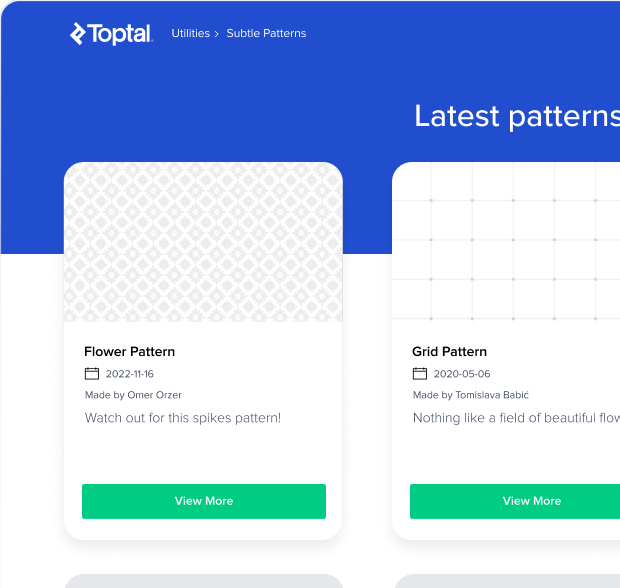 Toptal
Utilities › Subtle Patterns
Latest patterns
Flower Pattern
2022-11-16
Made by Omer Orzer
Watch out for this spikes pattern!
View More
Grid Pattern
2020-05-06
Made by Tomislava Babić
Nothing like a field of beautiful flow
View More